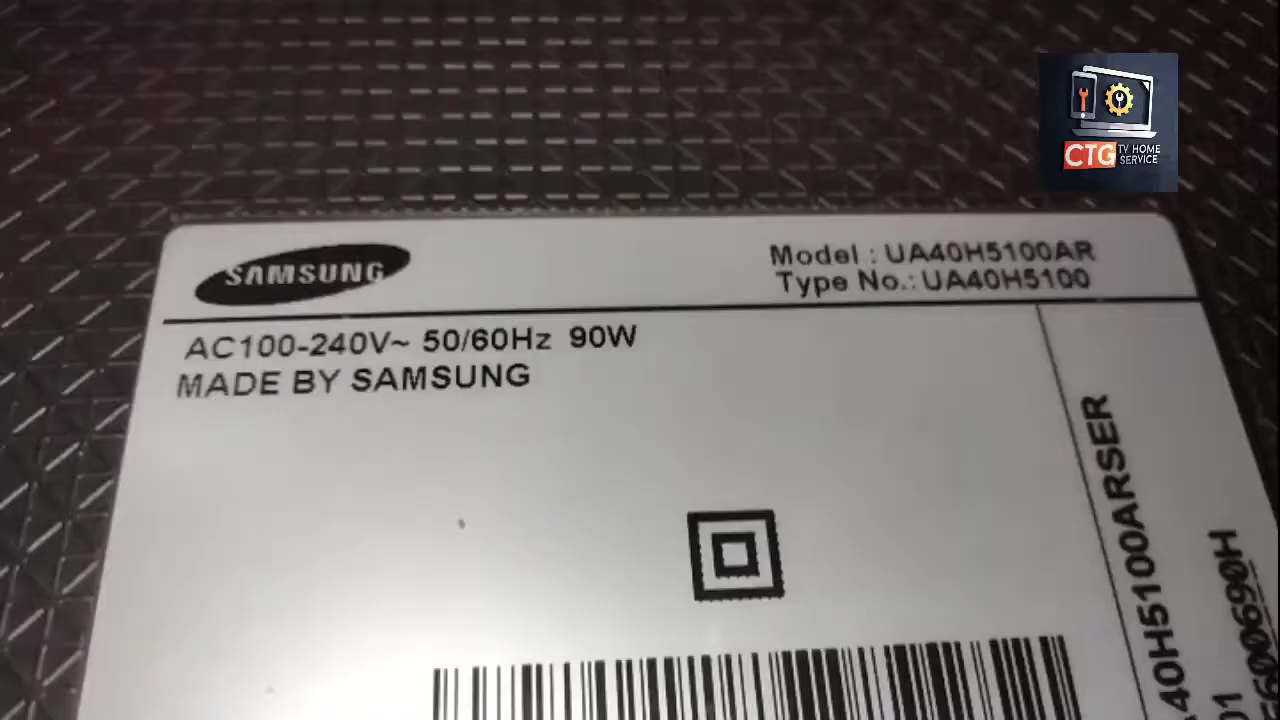 CTG TV HOME SERVICE
SAMSUNG
Model : UA40H5100AR
Type No.: UA40H5100
AC100-240V~ 50/60Hz 90W
MADE BY SAMSUNG
40H5100ARSER